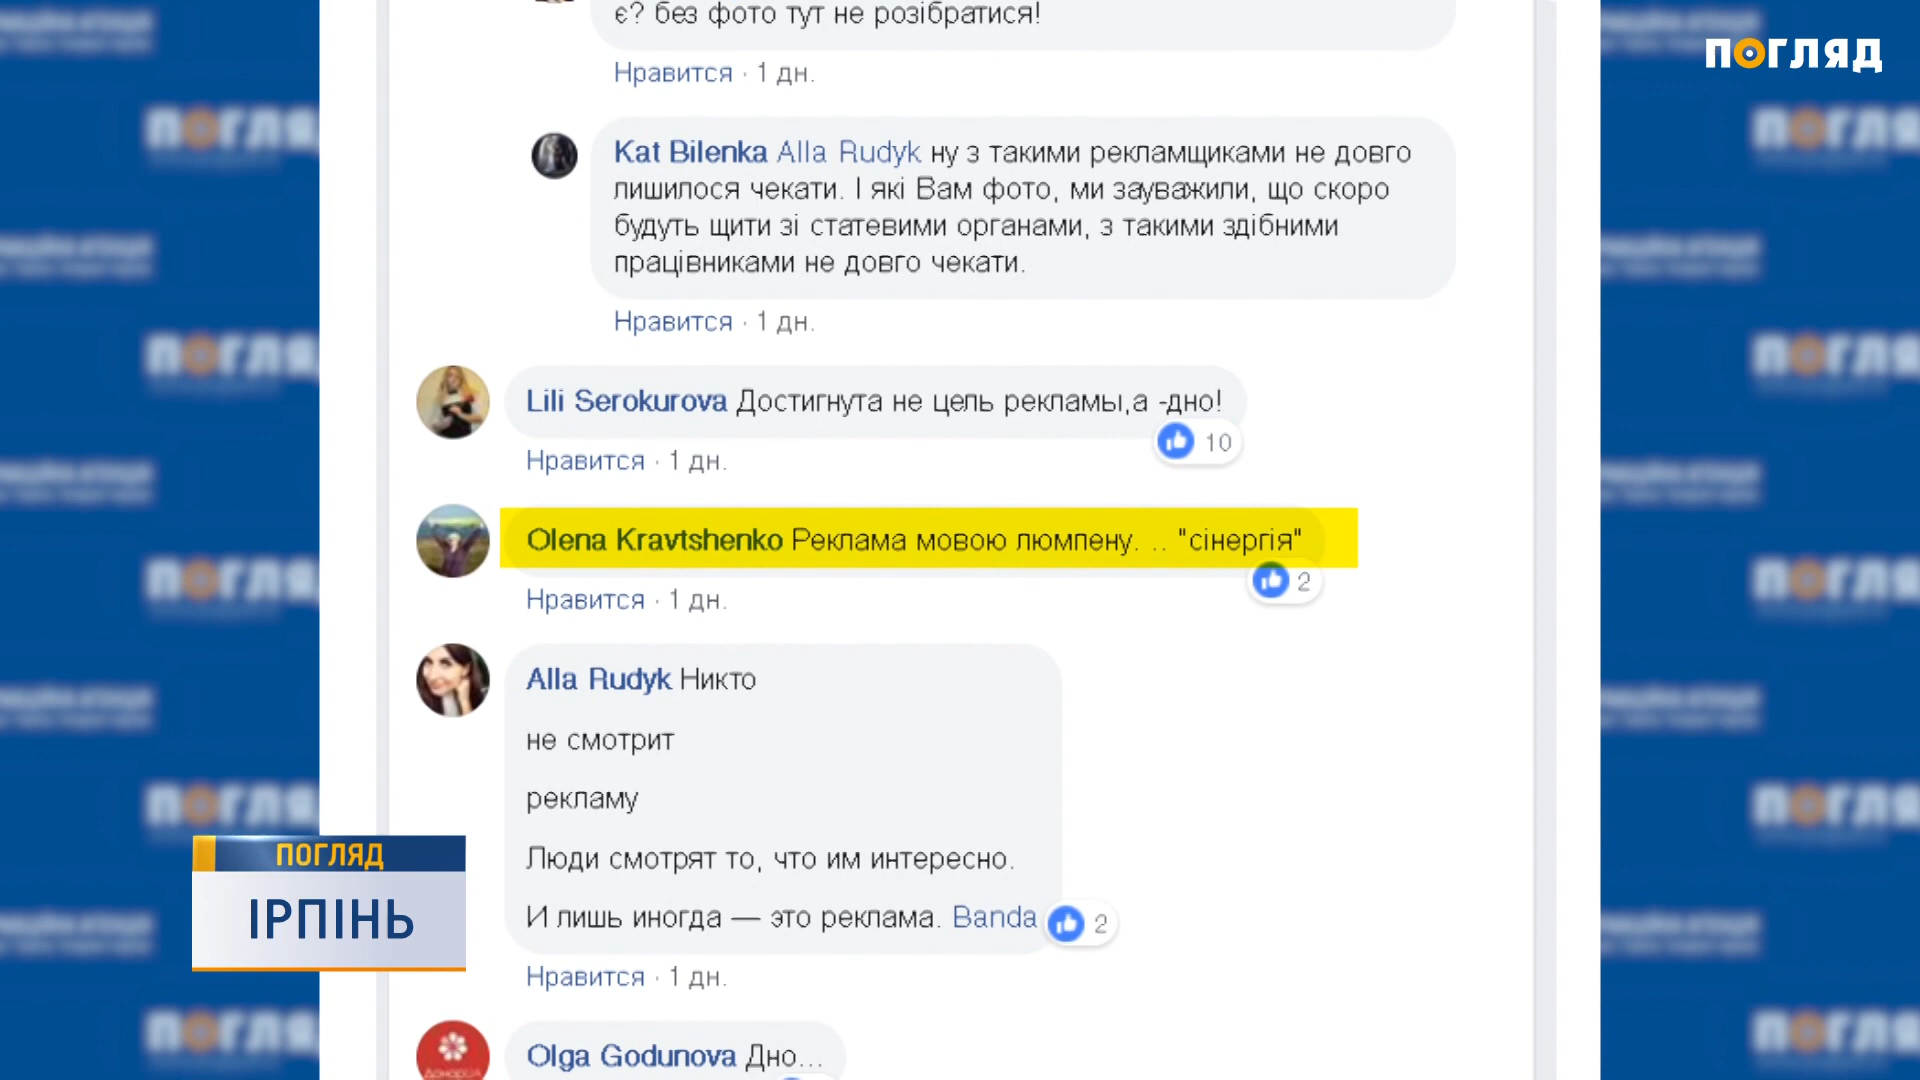 є? без фото тут не розібратися!
Нравится · 1 дн.
ПОГЛЯД
Kat Bilenka Alla Rudyk ну з такими рекламщиками не довго
лишилося чекати. І які Вам фото, ми зауважили, що скоро
будуть щити зі статевими органами, з такими здібними
працівниками не довго чекати.
Нравится · 1 дн.
Lili Serokurova Достигнута не цель рекламы,а -дно!
10
Нравится · 1 дн.
Olena Kravtshenko Реклама мовою люмпену. .. "сінергія"
2
Нравится · 1 дн.
Alla Rudyk Никто
не смотрит
рекламу
Люди смотрят то, что им интересно.
И лишь иногда — это реклама. Banda
2
Нравится · 1 дн.
ПОГЛЯД
ІРПІНЬ
Olga Godunova Дно...